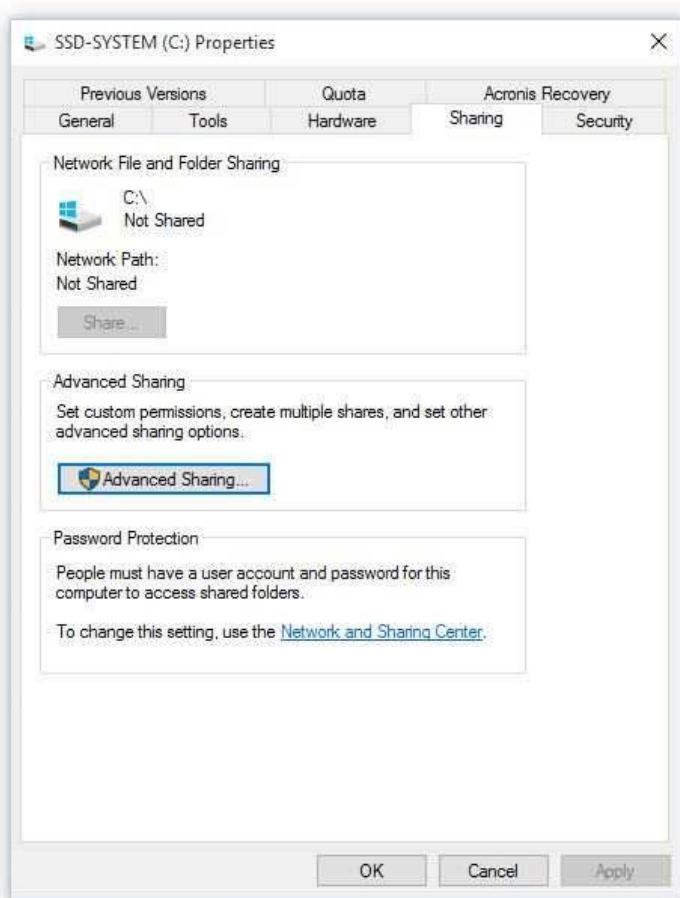 SSD-SYSTEM (C:) Properties
Previous Versions Quota Acronis Recovery
General Tools Hardware Sharing Security
Network File and Folder Sharing
C:\
Not Shared
Network Path:
Not Shared
Share...
Advanced Sharing
Set custom permissions, create multiple shares, and set other
advanced sharing options.
Advanced Sharing...
Password Protection
People must have a user account and password for this
computer to access shared folders.
To change this setting, use the Network and Sharing Center.
OK Cancel Apply